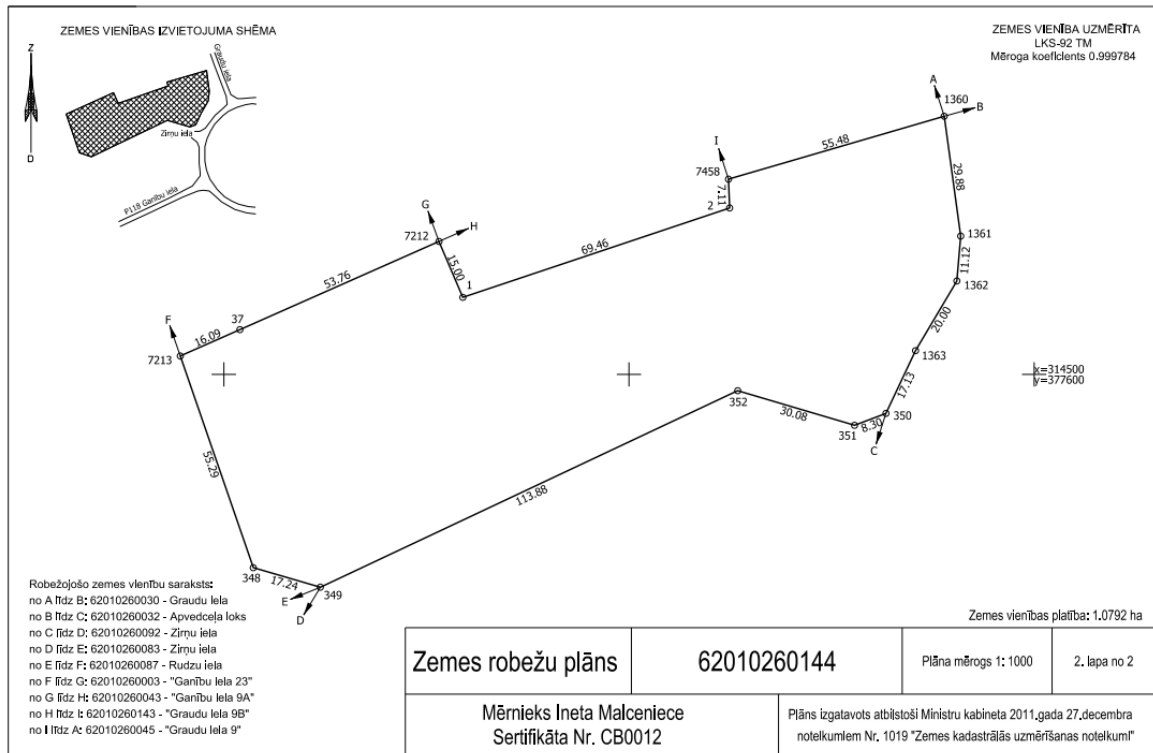 ZEMES VIENĪBAS IZVIETOJUMA SHĒMA
Z
D
Graudu iela
Zirņu iela
P118 Ganību iela
ZEMES VIENĪBA UZMĒRĪTA
LKS-92 TM
Mēroga koeficients 0.999784
A
1360
B
55.48
I
7458
7.11
2
29.88
1361
11.12
1362
20.00
1363
17.13
350
8.30
351
C
30.08
352
G
7212
H
15.00
1
69.46
53.76
37
16.09
F
7213
55.29
348
17.24
349
E
D
113.88
x=314500
y=377600
Robežojošo zemes vienību saraksts:
no A līdz B: 62010260030 - Graudu iela
no B līdz C: 62010260032 - Apvedceļa loks
no C līdz D: 62010260092 - Zirņu iela
no D līdz E: 62010260083 - Zirņu iela
no E līdz F: 62010260087 - Rudzu iela
no F līdz G: 62010260003 - "Ganību iela 23"
no G līdz H: 62010260043 - "Ganību iela 9A"
no H līdz I: 62010260143 - "Graudu iela 9B"
no I līdz A: 62010260045 - "Graudu iela 9"
Zemes vienības platība: 1.0792 ha
Zemes robežu plāns
62010260144
Plāna mērogs 1: 1000
2. lapa no 2
Mērnieks Ineta Malceniece
Sertifikāta Nr. CB0012
Plāns izgatavots atbilstoši Ministru kabineta 2011.gada 27.decembra
noteikumiem Nr. 1019 "Zemes kadastrālās uzmērīšanas noteikumi"